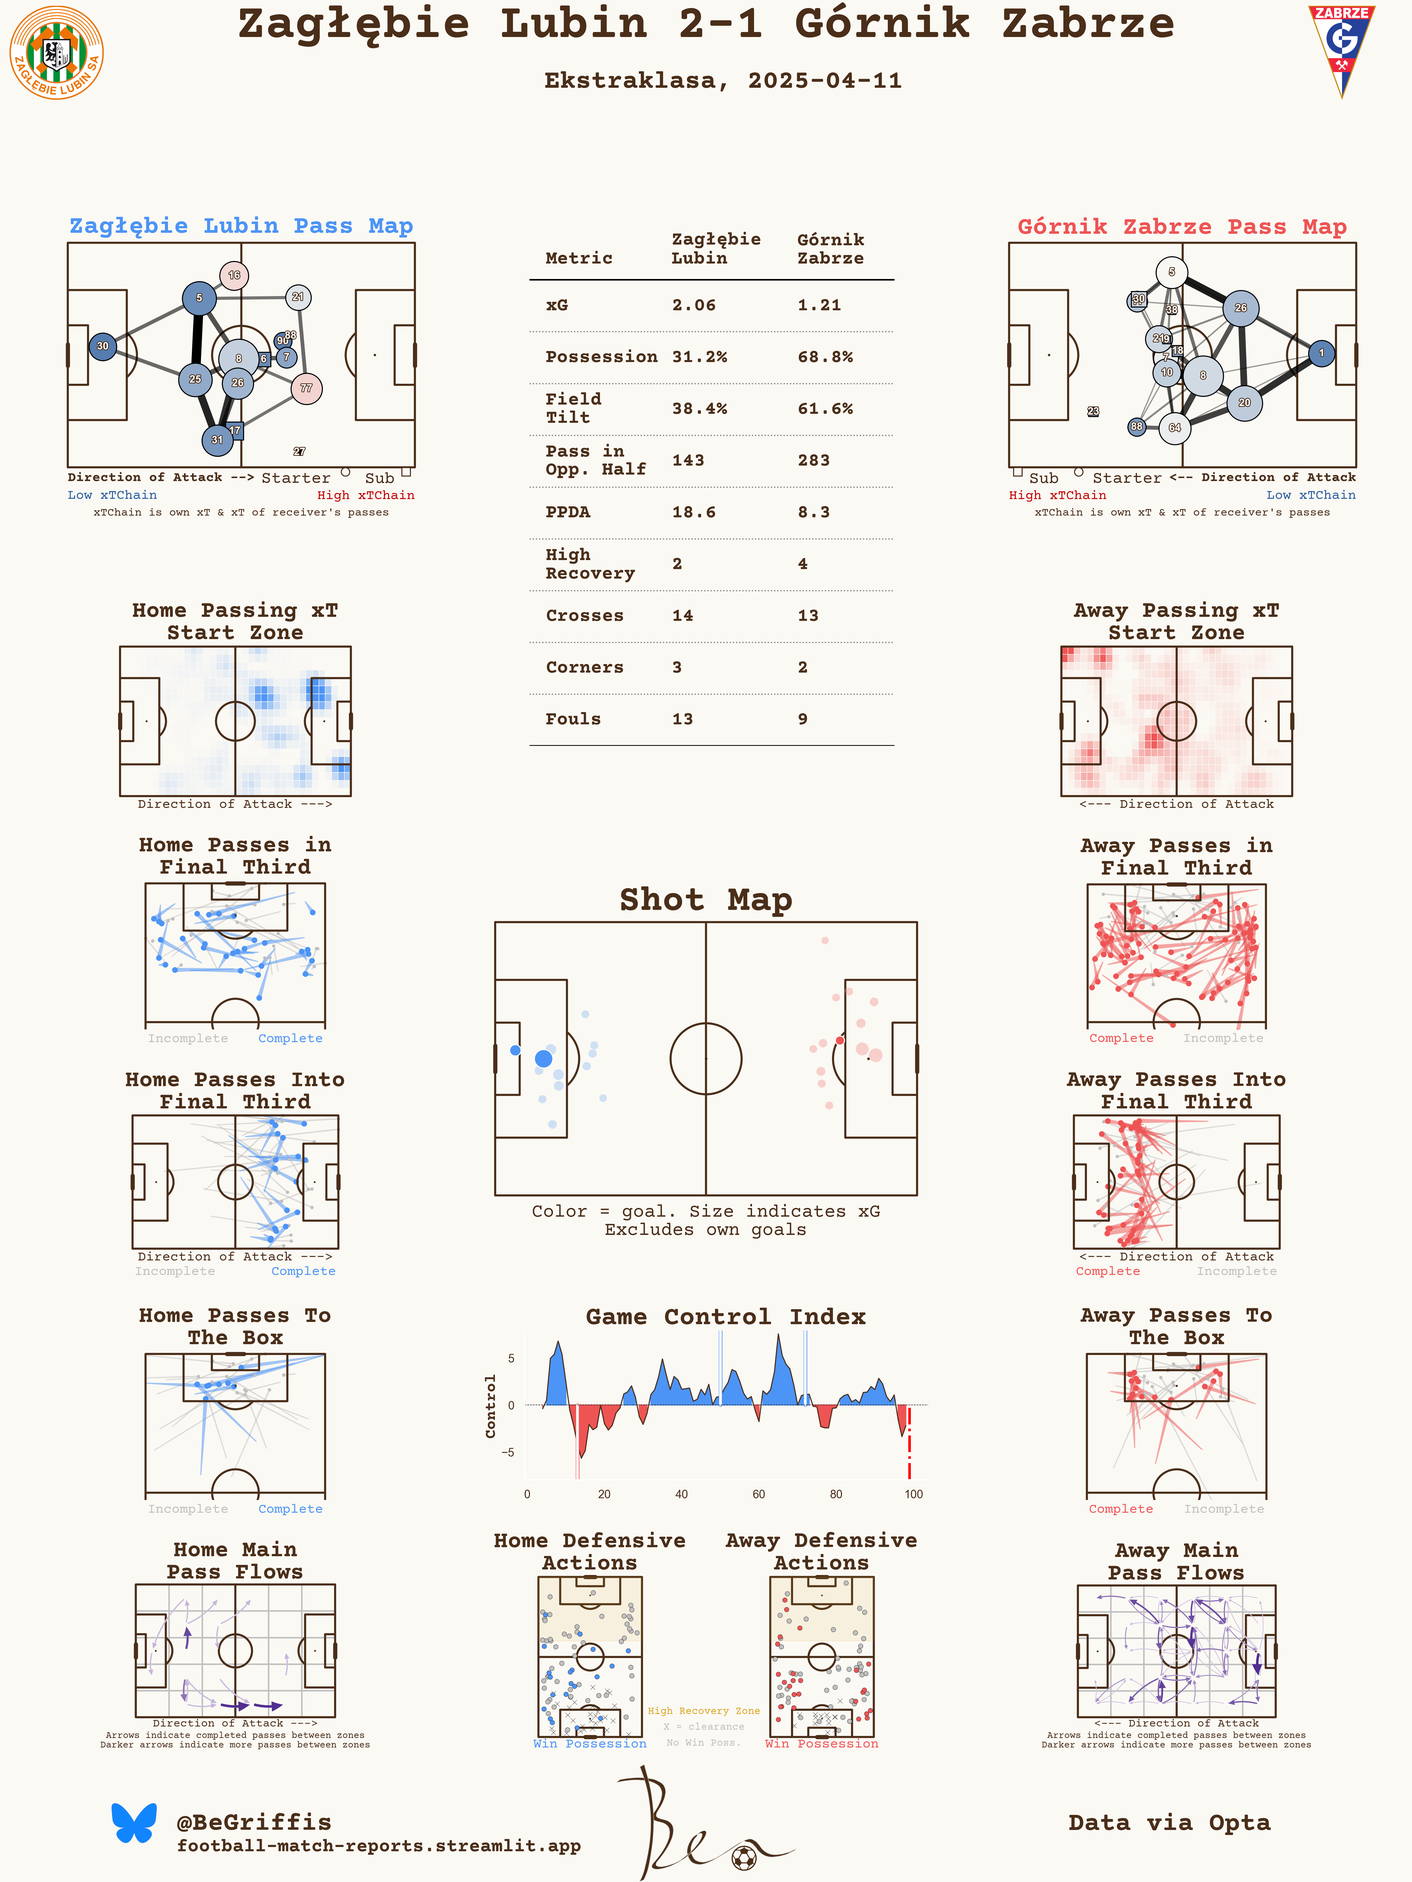 Zagłębie Lubin 2-1 Górnik Zabrze
Ekstraklasa, 2025-04-11
ZAGŁĘBIE LUBIN SA
ZABRZE
G
Zagłębie Lubin Pass Map
16
5
21
30
88
90
8
6
7
25
26
77
17
31
27
Direction of Attack --> Starter Sub
Low xTChain High xTChain
xTChain is own xT & xT of receiver's passes
Metric Zagłębie Lubin Górnik Zabrze
xG 2.06 1.21
Possession 31.2% 68.8%
Field Tilt 38.4% 61.6%
Pass in Opp. Half 143 283
PPDA 18.6 8.3
High Recovery 2 4
Crosses 14 13
Corners 3 2
Fouls 13 9
Górnik Zabrze Pass Map
5
30
38
26
21
9
18
7
1
10
8
20
23
88
64
Sub Starter <-- Direction of Attack
High xTChain Low xTChain
xTChain is own xT & xT of receiver's passes
Home Passing xT
Start Zone
Direction of Attack --->
Away Passing xT
Start Zone
<--- Direction of Attack
Home Passes in
Final Third
Incomplete Complete
Away Passes in
Final Third
Complete Incomplete
Shot Map
Color = goal. Size indicates xG
Excludes own goals
Home Passes Into
Final Third
Direction of Attack --->
Incomplete Complete
Away Passes Into
Final Third
<--- Direction of Attack
Complete Incomplete
Home Passes To
The Box
Incomplete Complete
Game Control Index
Control
5
0
−5
0 20 40 60 80 100
Away Passes To
The Box
Complete Incomplete
Home Main
Pass Flows
Direction of Attack --->
Arrows indicate completed passes between zones
Darker arrows indicate more passes between zones
Home Defensive
Actions
Win Possession
High Recovery Zone
X = clearance
No Win Poss.
Away Defensive
Actions
Win Possession
Away Main
Pass Flows
<--- Direction of Attack
Arrows indicate completed passes between zones
Darker arrows indicate more passes between zones
@BeGriffis
football-match-reports.streamlit.app
Ben
Data via Opta